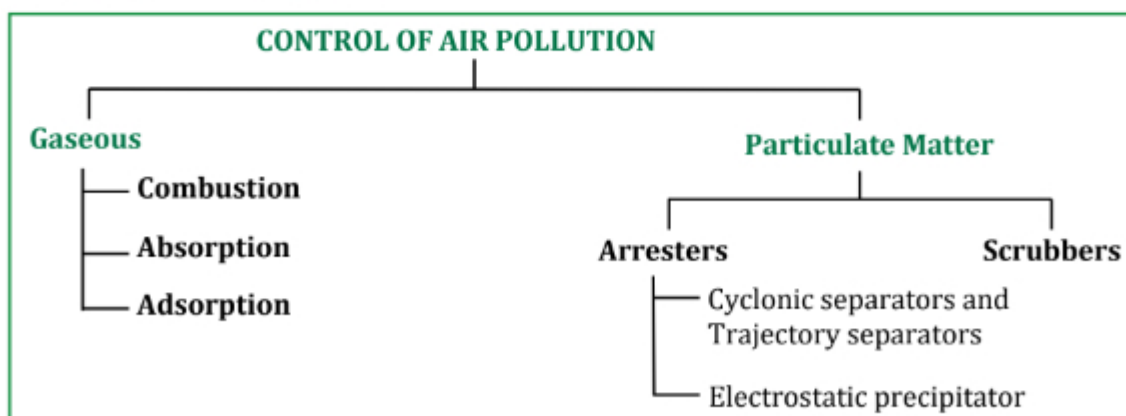 CONTROL OF AIR POLLUTION
Gaseous
Particulate Matter
Combustion
Absorption
Adsorption
Arresters
Scrubbers
Cyclonic separators and
Trajectory separators
Electrostatic precipitator